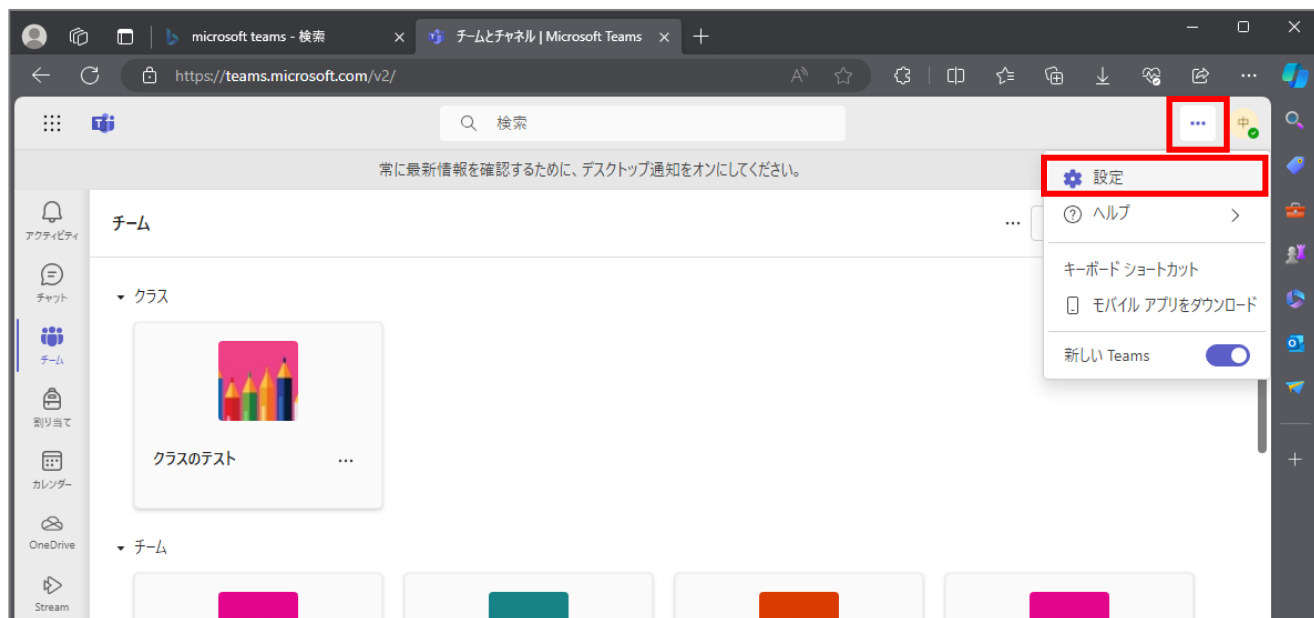 microsoft teams - 検索
チームとチャネル | Microsoft Teams
https://teams.microsoft.com/v2/
検索
中
常に最新情報を確認するために、デスクトップ通知をオンにしてください。
設定
ヘルプ
キーボード ショートカット
モバイル アプリをダウンロード
新しい Teams
アクティビティ
チャット
チーム
割り当て
カレンダー
OneDrive
Stream
チーム
クラス
クラスのテスト
チーム